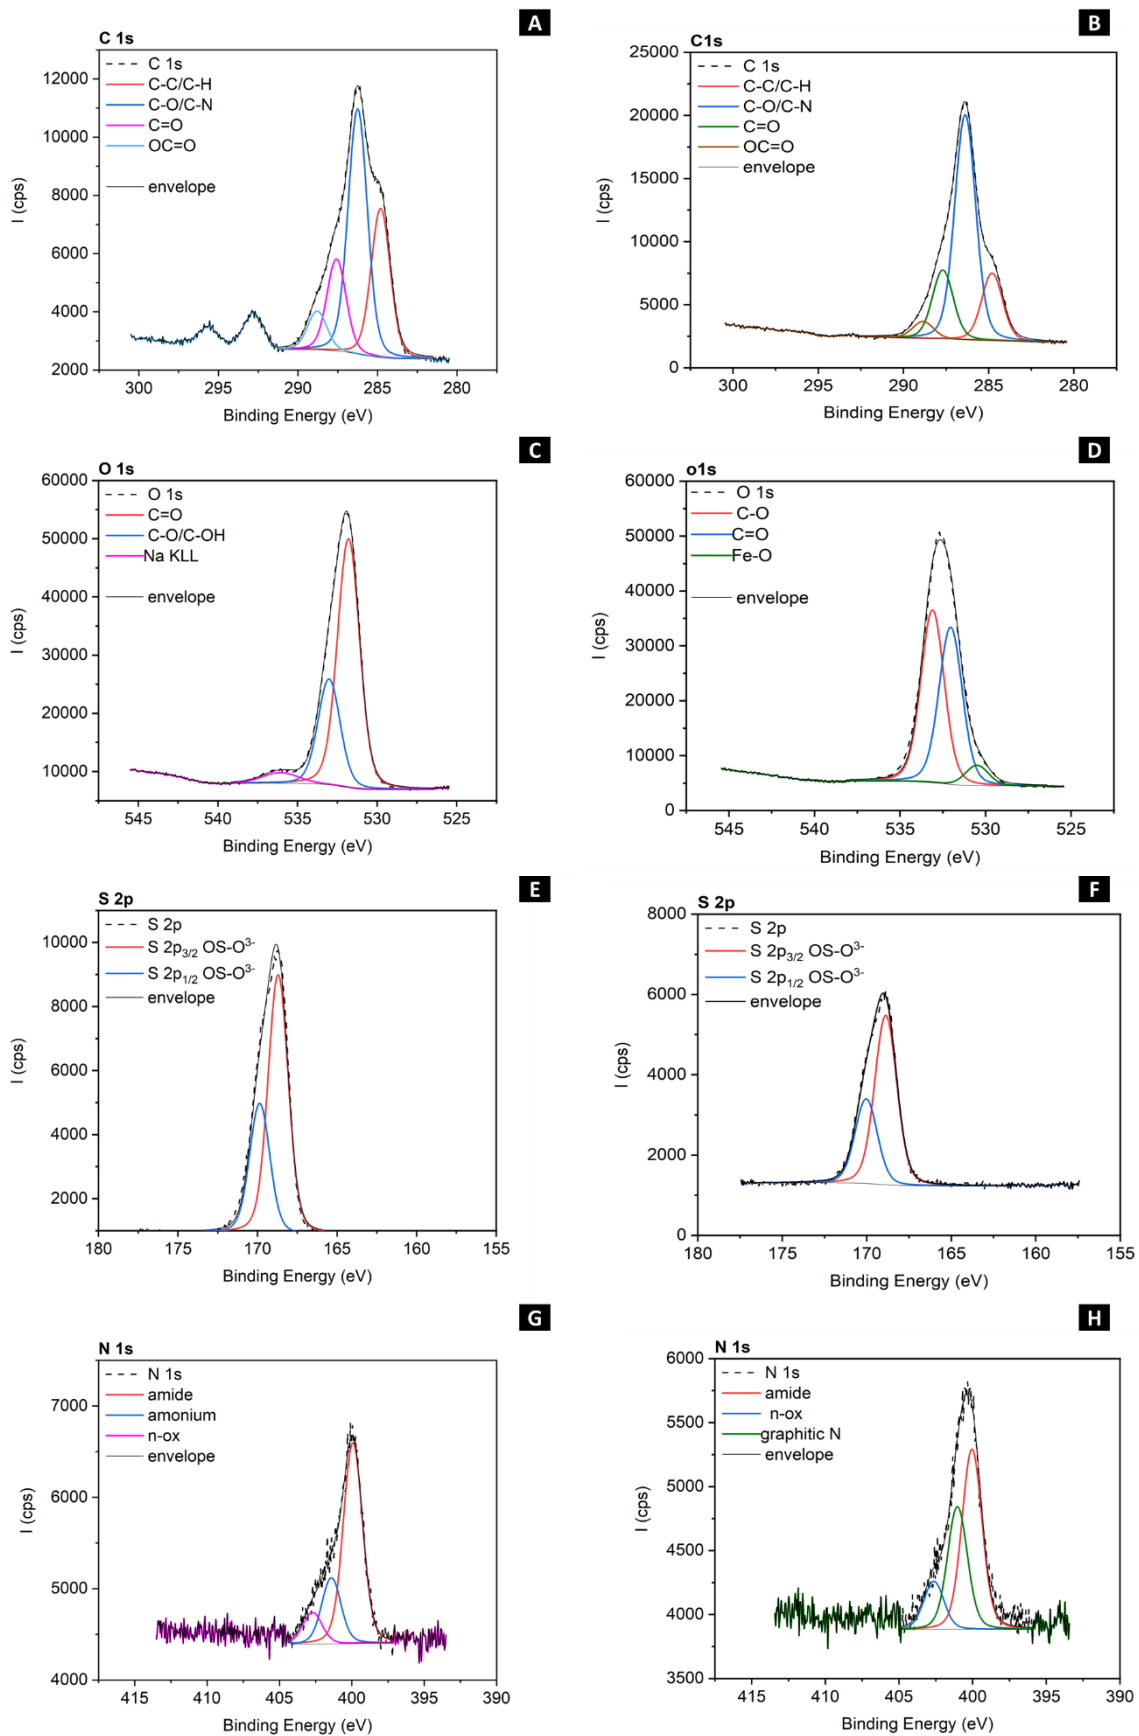 A
C 1s
C 1s
C-C/C-H
C-O/C-N
C=O
OC=O
envelope
12000
10000
8000
6000
4000
2000
I (cps)
300
295
290
285
280
Binding Energy (eV)
B
C1s
C 1s
C-C/C-H
C-O/C-N
C=O
OC=O
envelope
25000
20000
15000
10000
5000
0
I (cps)
300
295
290
285
280
Binding Energy (eV)
C
O 1s
O 1s
C=O
C-O/C-OH
Na KLL
envelope
60000
50000
40000
30000
20000
10000
I (cps)
545
540
535
530
525
Binding Energy (eV)
D
o1s
O 1s
C-O
C=O
Fe-O
envelope
60000
50000
40000
30000
20000
10000
0
I (cps)
545
540
535
530
525
Binding Energy (eV)
E
S 2p
S 2p
S 2p3/2 OS-O3-
S 2p1/2 OS-O3-
envelope
10000
8000
6000
4000
2000
I (cps)
180
175
170
165
160
155
Binding Energy (eV)
F
S 2p
S 2p
S 2p3/2 OS-O3-
S 2p1/2 OS-O3-
envelope
8000
6000
4000
2000
0
I (cps)
180
175
170
165
160
155
Binding Energy (eV)
G
N 1s
N 1s
amide
amonium
n-ox
envelope
7000
6000
5000
4000
I (cps)
415
410
405
400
395
390
Binding Energy (eV)
H
N 1s
N 1s
amide
n-ox
graphitic N
envelope
6000
5500
5000
4500
4000
3500
I (cps)
415
410
405
400
395
390
Binding Energy (eV)